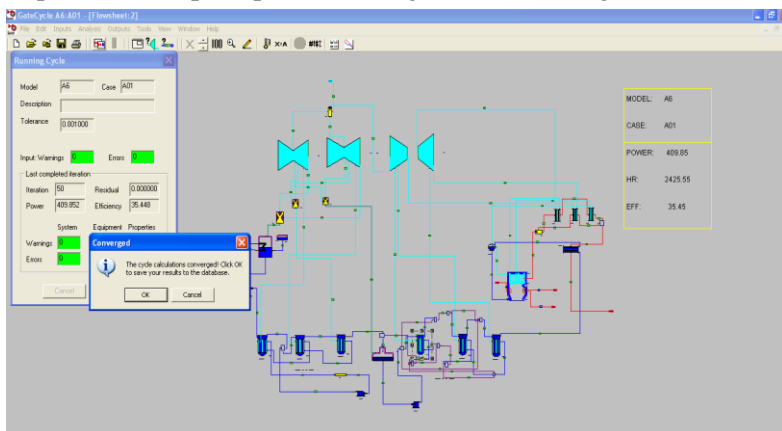 GateCycle A6:A01 - [Flowsheet:2]
File Edit Inputs Analysis Outputs Tools View Window Help
Running Cycle
Model A6 Case A01
Description
Tolerance 0.001000
Input: Warnings 0 Errors 0
Last completed iteration
Iteration 50 Residual 0.000000
Power 409.852 Efficiency 35.448
System Equipment Properties
Warnings 0
Errors 0
Cancel
Converged
The cycle calculations converged! Click OK
to save your results to the database.
OK Cancel
MODEL: A6
CASE: A01
POWER: 409.85
HR: 2425.55
EFF: 35.45